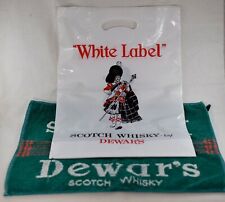 "White Label"
SCOTCH WHISKY by
DEWAR'S
Dewar's
SCOTCH WHISKY